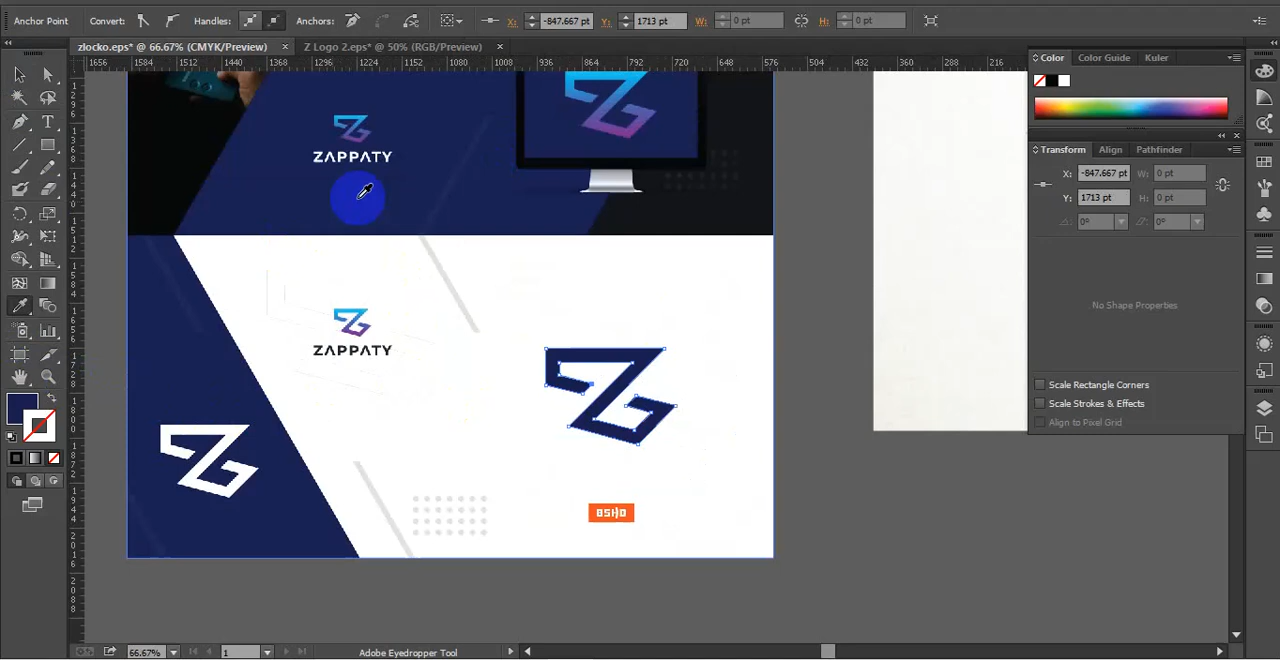 Anchor Point Convert: Handles: Anchors: X: -847.667 pt Y: 1713 pt W: 0 pt H: 0 pt
zlocko.eps* @ 66.67% (CMYK/Preview) × Z Logo 2.eps* @ 50% (RGB/Preview) ×
1656 1584 1512 1440 1368 1296 1224 1152 1080 1008 936 864 792 720 648 576 504 432 360 288 216
Color Color Guide Kuler
ZAPPATY
Transform Align Pathfinder
X: -847.667 pt W: 0 pt
Y: 1713 pt H: 0 pt
0° 0°
No Shape Properties
ZAPPATY
Scale Rectangle Corners
Scale Strokes & Effects
Align to Pixel Grid
BSHO
66.67% 1 Adobe Eyedropper Tool